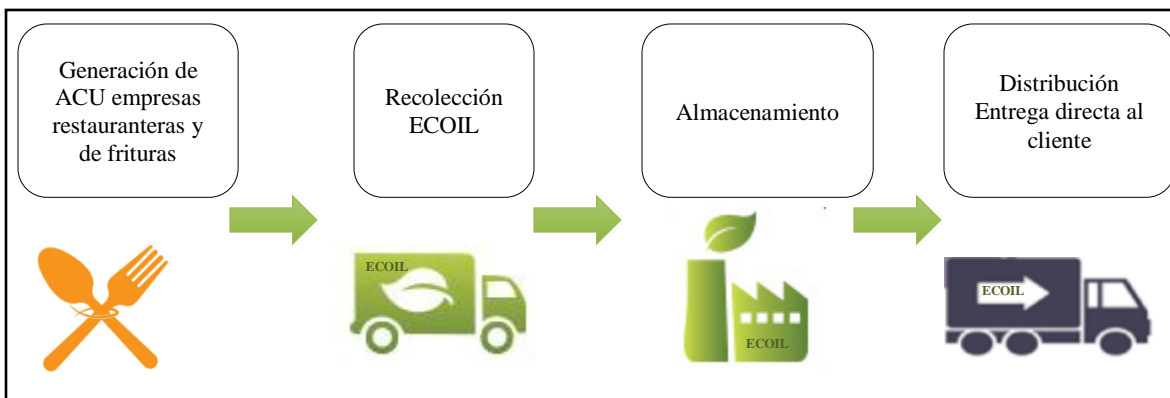 Generación de
ACU empresas
restauranteras y
de frituras
Recolección
ECOIL
Almacenamiento
Distribución
Entrega directa al
cliente
ECOIL
ECOIL
ECOIL